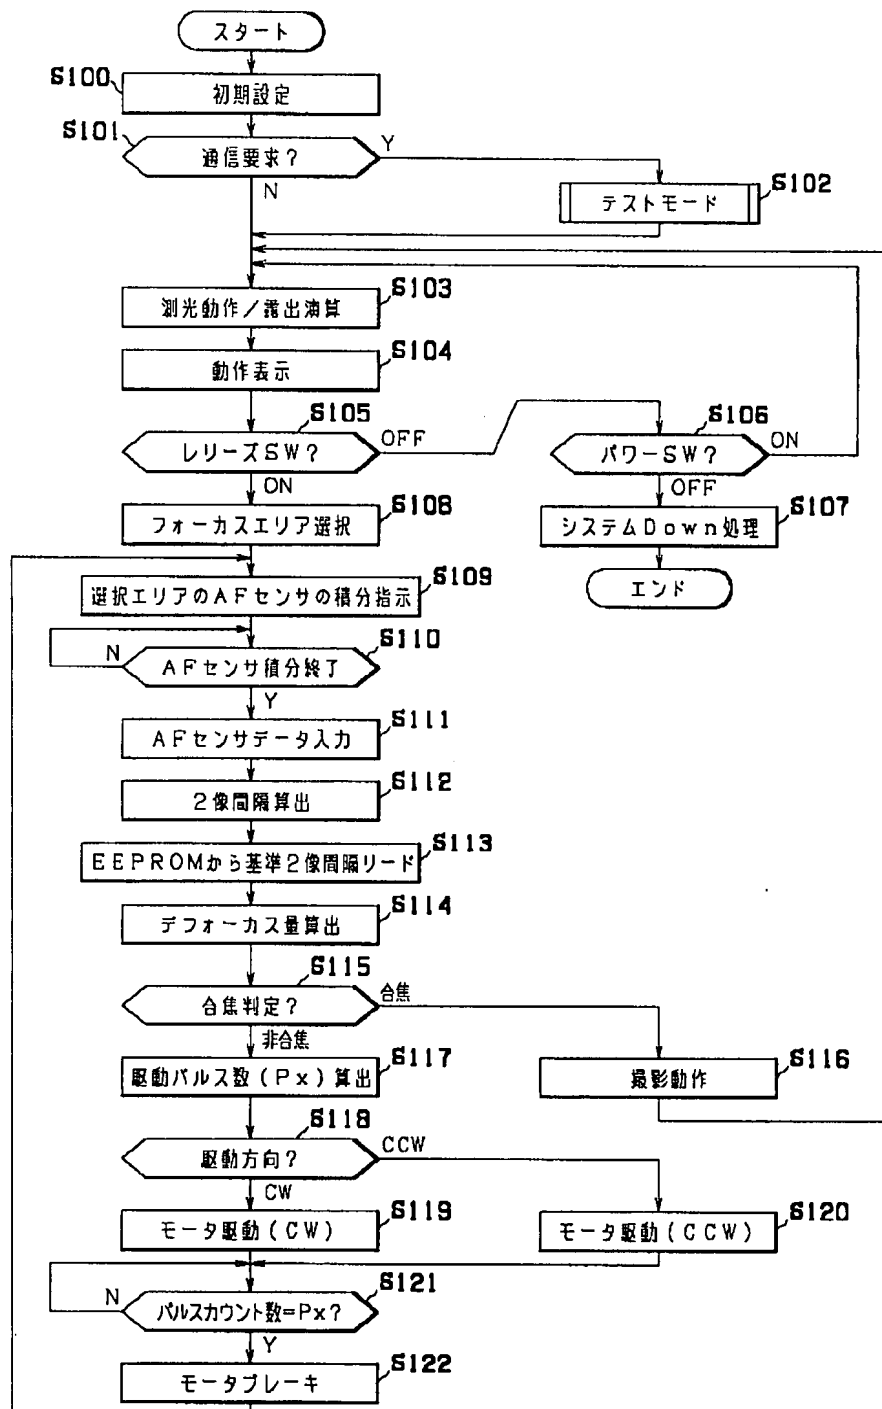 スタート
S100
初期設定
S101
通信要求?
Y
N
テストモード
S102
測光動作/露出演算
S103
動作表示
S104
S105
レリーズSW?
OFF
ON
S106
パワーSW?
ON
OFF
フォーカスエリア選択
S108
システムDown処理
S107
エンド
選択エリアのAFセンサの積分指示
S109
N
AFセンサ積分終了
S110
Y
AFセンサデータ入力
S111
2像間隔算出
S112
EEPROMから基準2像間隔リード
S113
デフォーカス量算出
S114
S115
合焦判定?
合焦
非合焦
駆動パルス数(Px)算出
S117
撮影動作
S116
S118
駆動方向?
CCW
CW
モータ駆動(CW)
S119
モータ駆動(CCW)
S120
N
パルスカウント数=Px?
S121
Y
モータブレーキ
S122